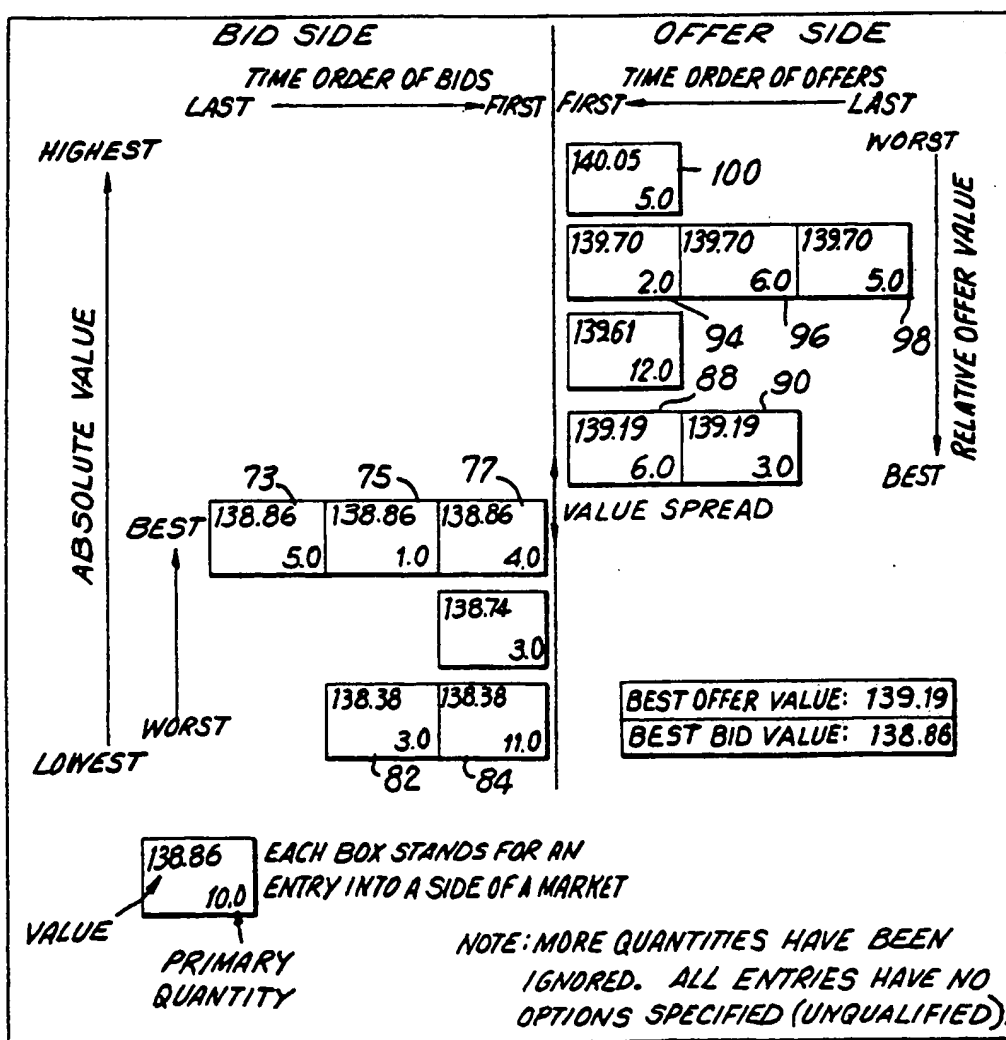 BID SIDE
OFFER SIDE
TIME ORDER OF BIDS
LAST
FIRST
TIME ORDER OF OFFERS
FIRST
LAST
HIGHEST
LOWEST
ABSOLUTE VALUE
WORST
BEST
RELATIVE OFFER VALUE
140.05
5.0
100
139.70
139.70
139.70
2.0
6.0
5.0
94
96
98
139.61
12.0
88
90
139.19
139.19
6.0
3.0
VALUE SPREAD
73
75
77
BEST
WORST
138.86
138.86
138.86
5.0
1.0
4.0
138.74
3.0
138.38
138.38
3.0
11.0
82
84
BEST OFFER VALUE: 139.19
BEST BID VALUE: 138.86
138.86
10.0
VALUE
PRIMARY
QUANTITY
EACH BOX STANDS FOR AN
ENTRY INTO A SIDE OF A MARKET
NOTE: MORE QUANTITIES HAVE BEEN
IGNORED. ALL ENTRIES HAVE NO
OPTIONS SPECIFIED (UNQUALIFIED).